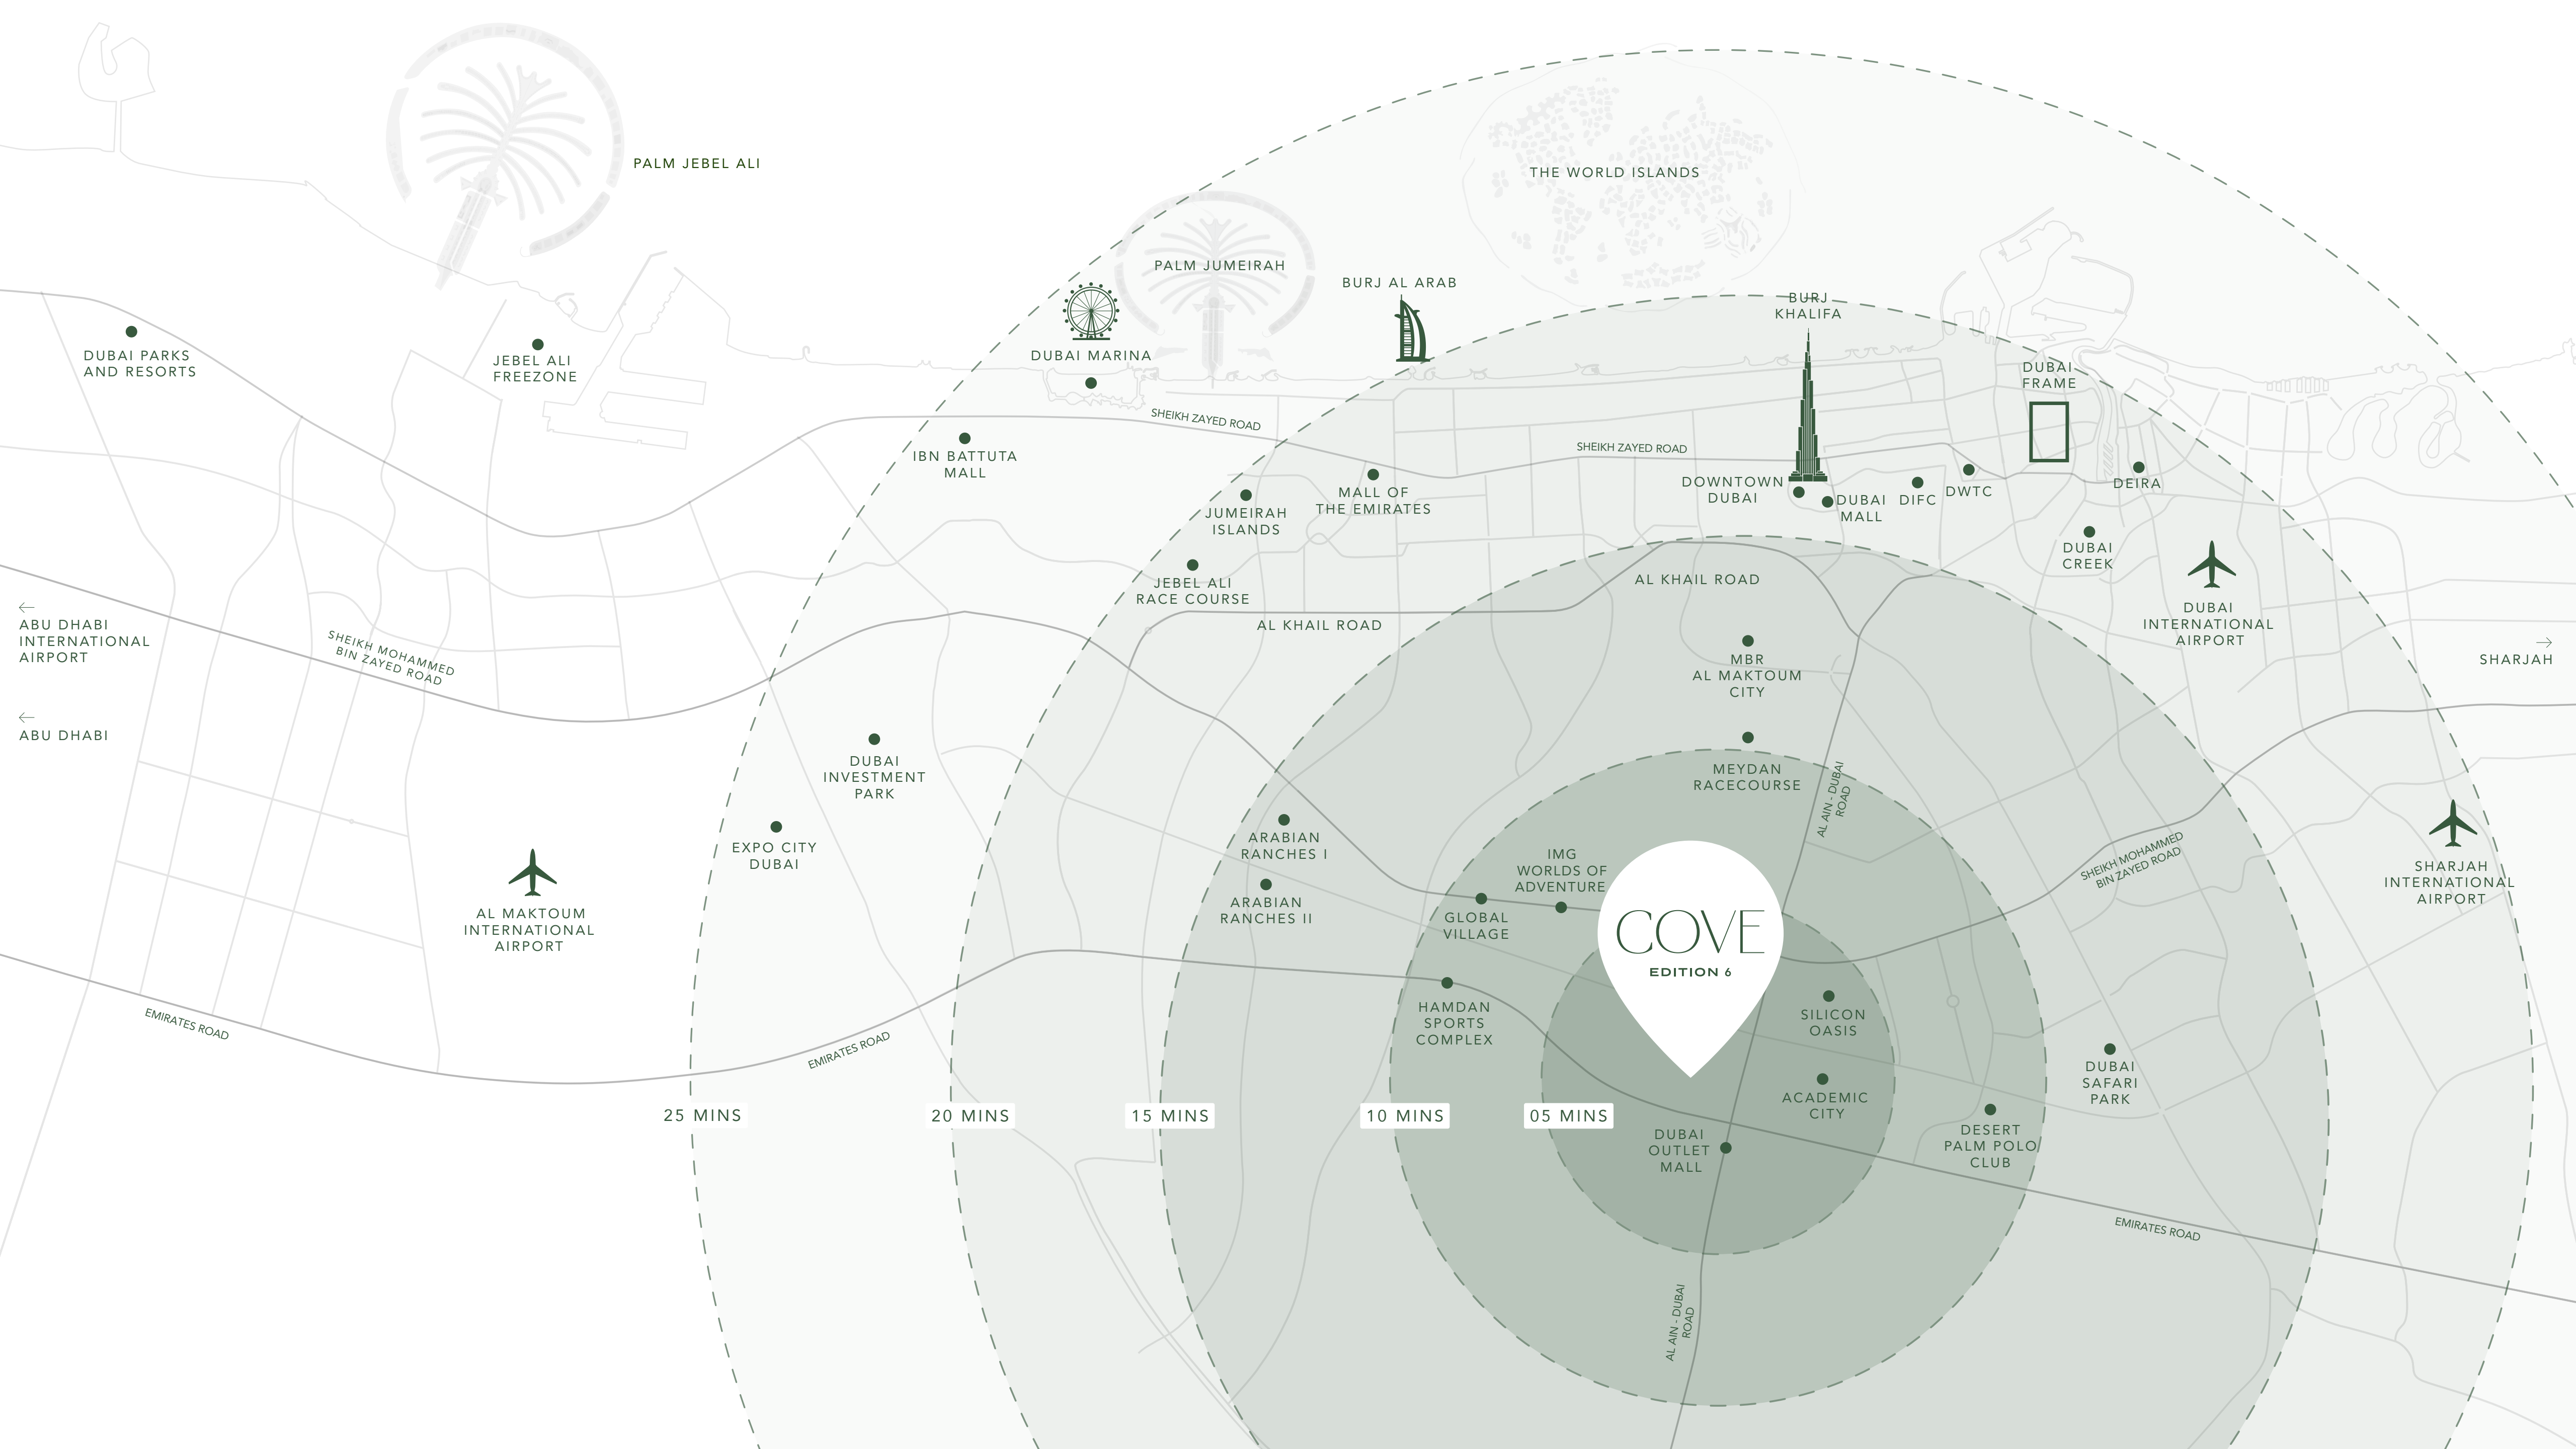 PALM JEBEL ALI
THE WORLD ISLANDS
PALM JUMEIRAH
BURJ AL ARAB
BURJ
KHALIFA
DUBAI PARKS
AND RESORTS
JEBEL ALI
FREEZONE
DUBAI MARINA
DUBAI
FRAME
SHEIKH ZAYED ROAD
SHEIKH ZAYED ROAD
IBN BATTUTA
MALL
JUMEIRAH
ISLANDS
MALL OF
THE EMIRATES
DOWNTOWN
DUBAI
DUBAI
MALL
DIFC
DWTC
DEIRA
DUBAI
CREEK
JEBEL ALI
RACE COURSE
AL KHAIL ROAD
AL KHAIL ROAD
DUBAI
INTERNATIONAL
AIRPORT
←
ABU DHABI
INTERNATIONAL
AIRPORT
SHEIKH MOHAMMED
BIN ZAYED ROAD
→
SHARJAH
MBR
AL MAKTOUM
CITY
←
ABU DHABI
DUBAI
INVESTMENT
PARK
MEYDAN
RACECOURSE
AL AIN - DUBAI
ROAD
EXPO CITY
DUBAI
ARABIAN
RANCHES I
IMG
WORLDS OF
ADVENTURE
SHEIKH MOHAMMED
BIN ZAYED ROAD
SHARJAH
INTERNATIONAL
AIRPORT
AL MAKTOUM
INTERNATIONAL
AIRPORT
ARABIAN
RANCHES II
GLOBAL
VILLAGE
COVE
EDITION 6
EMIRATES ROAD
EMIRATES ROAD
HAMDAN
SPORTS
COMPLEX
SILICON
OASIS
DUBAI
SAFARI
PARK
ACADEMIC
CITY
25 MINS
20 MINS
15 MINS
10 MINS
05 MINS
DUBAI
OUTLET
MALL
DESERT
PALM POLO
CLUB
EMIRATES ROAD
AL AIN - DUBAI
ROAD